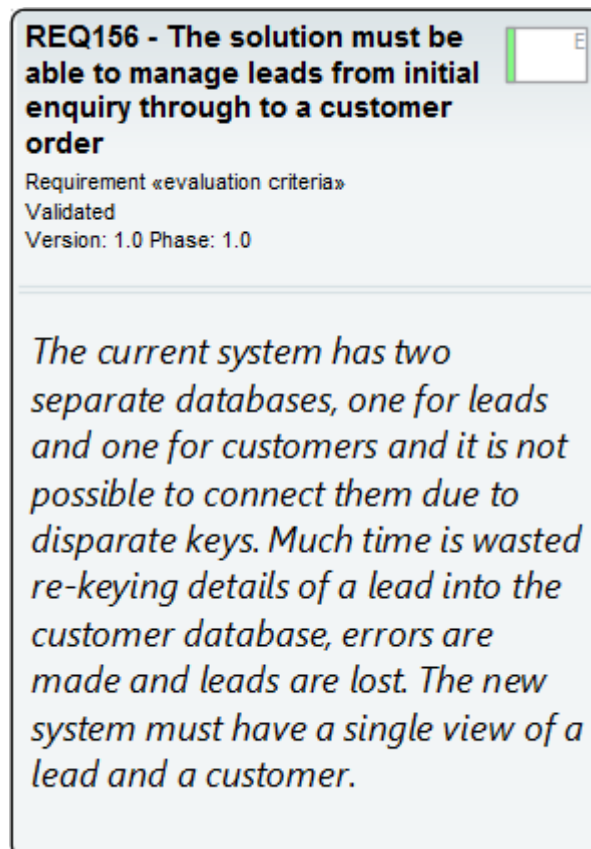 REQ156 - The solution must be
able to manage leads from initial
enquiry through to a customer
order
E
Requirement «evaluation criteria»
Validated
Version: 1.0 Phase: 1.0
The current system has two
separate databases, one for leads
and one for customers and it is not
possible to connect them due to
disparate keys. Much time is wasted
re-keying details of a lead into the
customer database, errors are
made and leads are lost. The new
system must have a single view of a
lead and a customer.